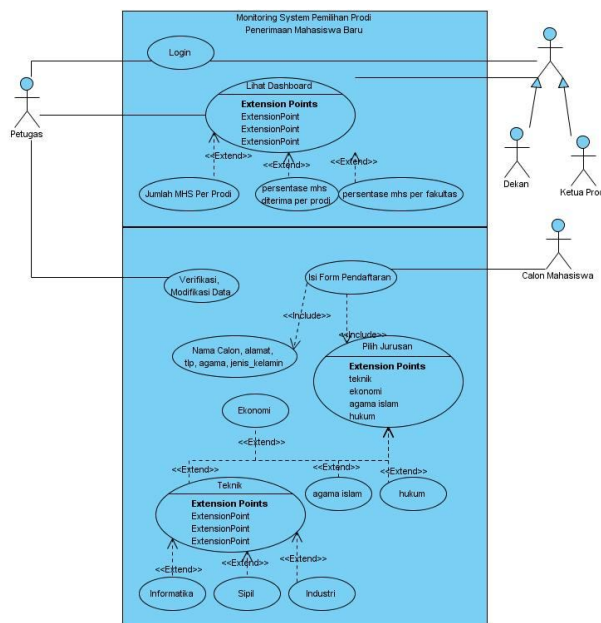 Monitoring System Pemilihan Prodi
Penerimaan Mahasiswa Baru
Login
Petugas
Lihat Dashboard
Extension Points
ExtensionPoint
ExtensionPoint
ExtensionPoint
<<Extend>>
<<Extend>>
<<Extend>>
Jumlah MHS Per Prodi
persentase mhs
diterima per prodi
persentase mhs per fakultas
Dekan
Ketua Prodi
Verifikasi,
Modifikasi Data
Isi Form Pendaftaran
Calon Mahasiswa
<<Include>>
<<Include>>
Nama Calon, alamat,
tlp, agama, jenis_kelamin
Pilih Jurusan
Extension Points
teknik
ekonomi
agama islam
hukum
Ekonomi
<<Extend>>
<<Extend>>
<<Extend>>
<<Extend>>
Teknik
Extension Points
ExtensionPoint
ExtensionPoint
ExtensionPoint
agama islam
hukum
<<Extend>>
<<Extend>>
<<Extend>>
Informatika
Sipil
Industri